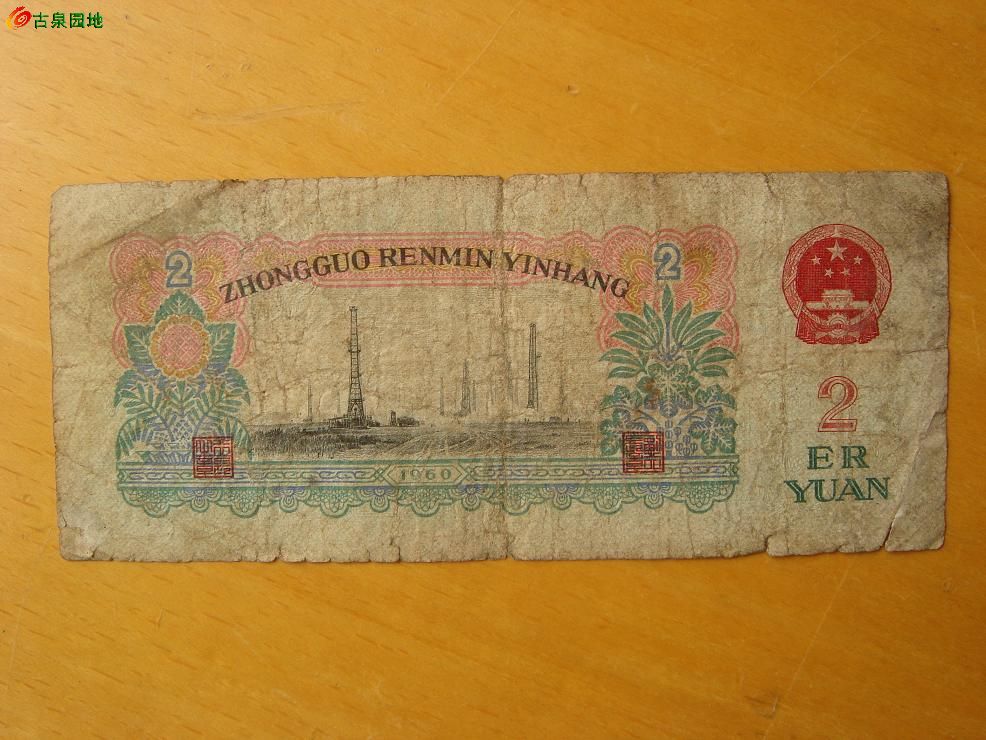 古泉园地
ZHONGGUO RENMIN YINHANG
2
2
2
ER
YUAN
1960